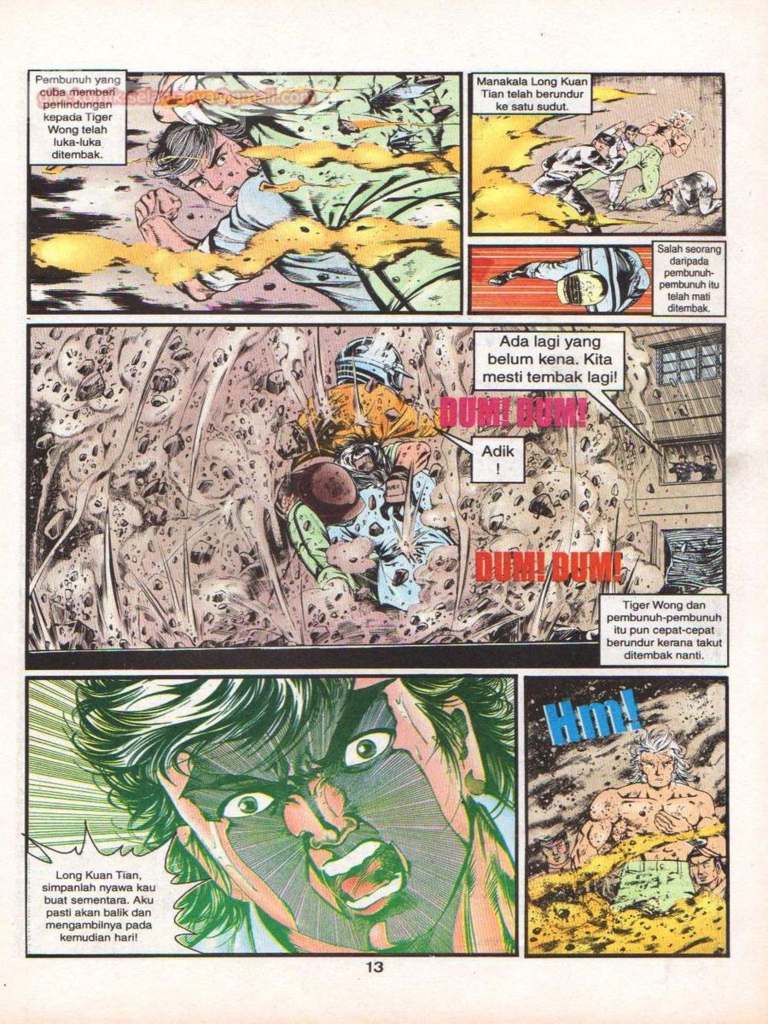 Pembunuh yang
cuba memberi
perlindungan
kepada Tiger
Wong telah
luka-luka
ditembak.
Manakala Long Kuan
Tian telah berundur
ke satu sudut.
Salah seorang
daripada
pembunuh-
pembunuh itu
telah mati
ditembak.
Ada lagi yang
belum kena. Kita
mesti tembak lagi!
DUM! DUM!
Adik
!
DUM! DUM!
Tiger Wong dan
pembunuh-pembunuh
itu pun cepat-cepat
berundur kerana takut
ditembak nanti.
Hm!
Long Kuan Tian,
simpanlah nyawa kau
buat sementara. Aku
pasti akan balik dan
mengambilnya pada
kemudian hari!
13